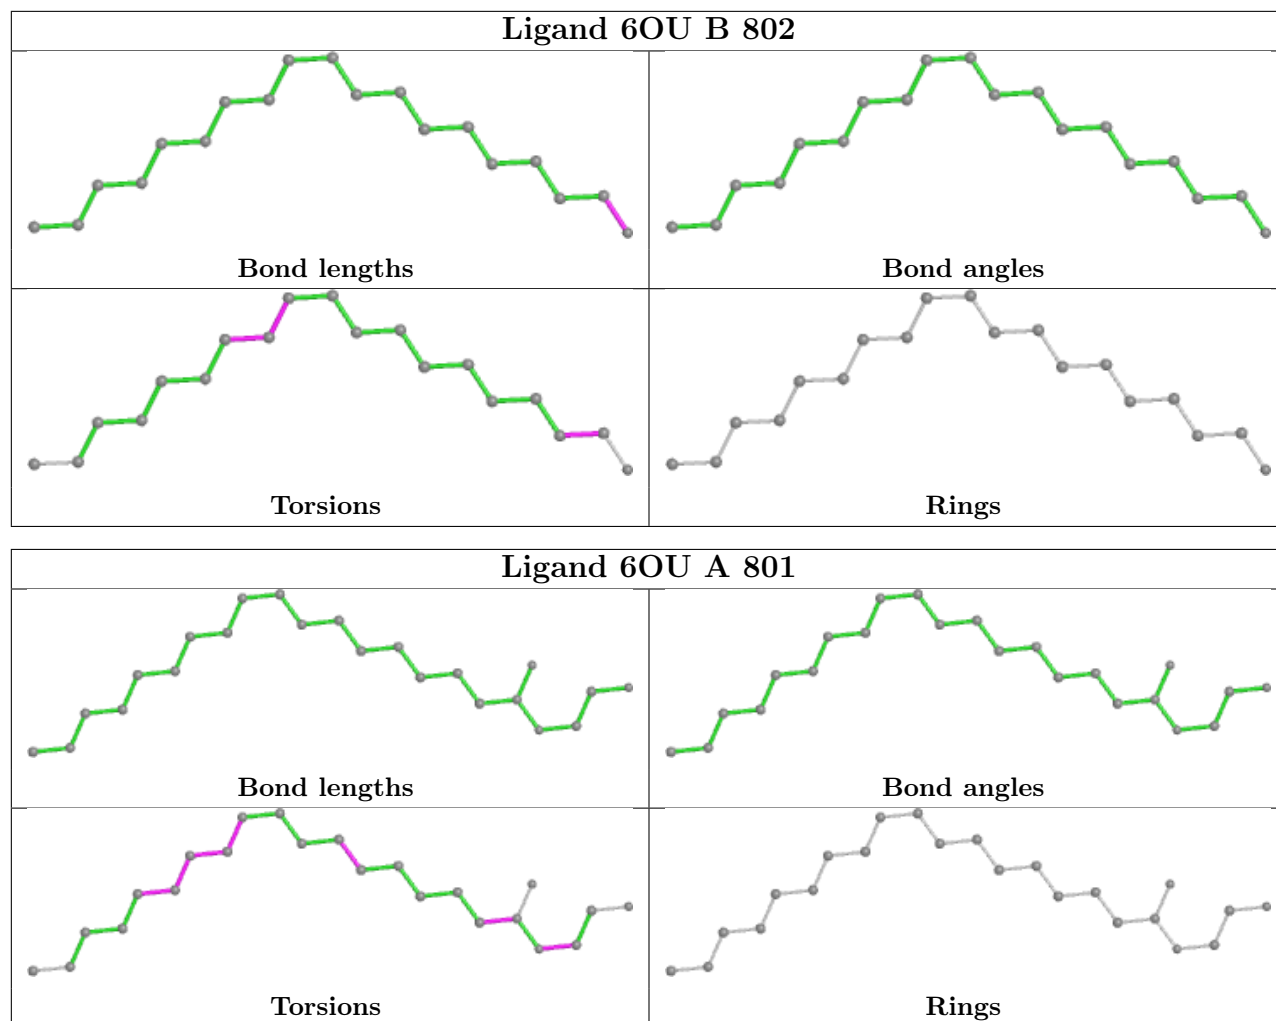 Ligand 6OU B 802
Bond lengths
Bond angles
Torsions
Rings
Ligand 6OU A 801
Bond lengths
Bond angles
Torsions
Rings